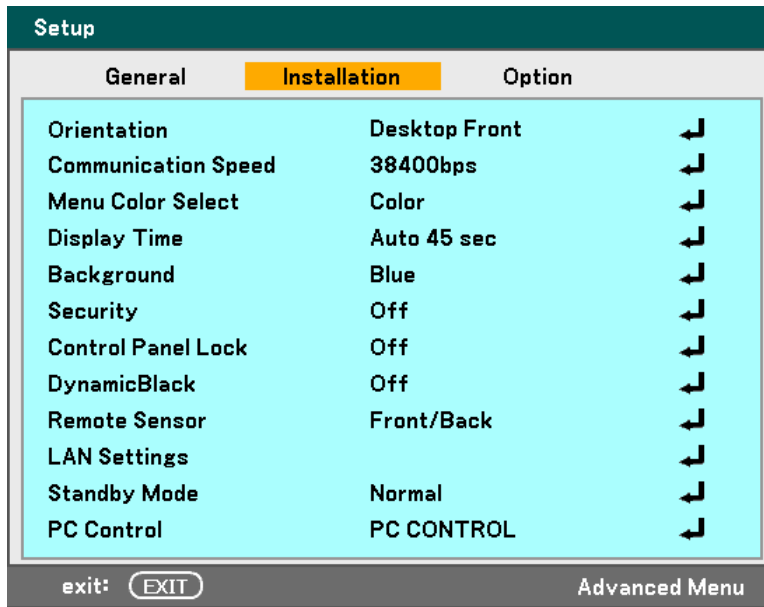 Setup
General Installation Option
Orientation Desktop Front
Communication Speed 38400bps
Menu Color Select Color
Display Time Auto 45 sec
Background Blue
Security Off
Control Panel Lock Off
DynamicBlack Off
Remote Sensor Front/Back
LAN Settings
Standby Mode Normal
PC Control PC CONTROL
exit: EXIT Advanced Menu